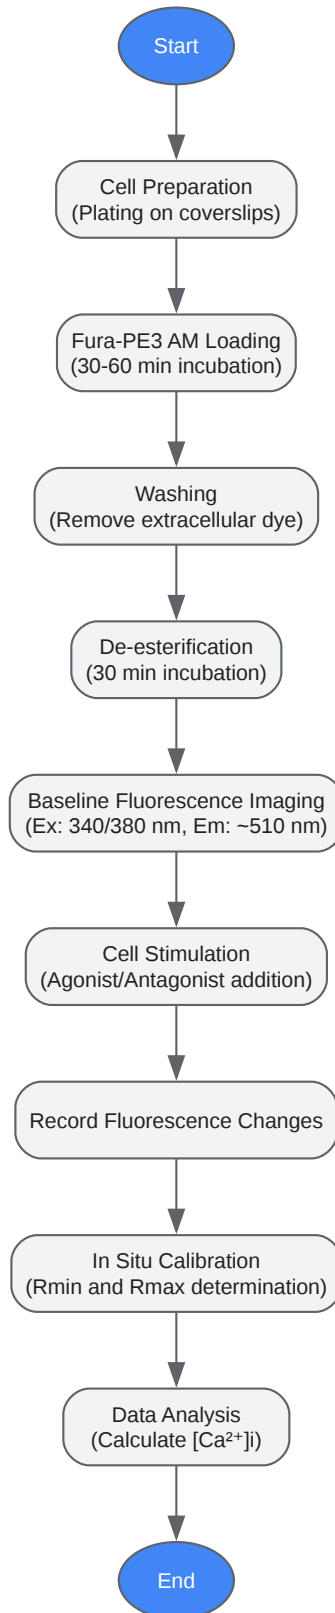 Start
Cell Preparation
(Plating on coverslips)
Fura-PE3 AM Loading
(30-60 min incubation)
Washing
(Remove extracellular dye)
De-esterification
(30 min incubation)
Baseline Fluorescence Imaging
(Ex: 340/380 nm, Em: ~510 nm)
Cell Stimulation
(Agonist/Antagonist addition)
Record Fluorescence Changes
In Situ Calibration
(Rmin and Rmax determination)
Data Analysis
(Calculate [Ca²⁺]i)
End